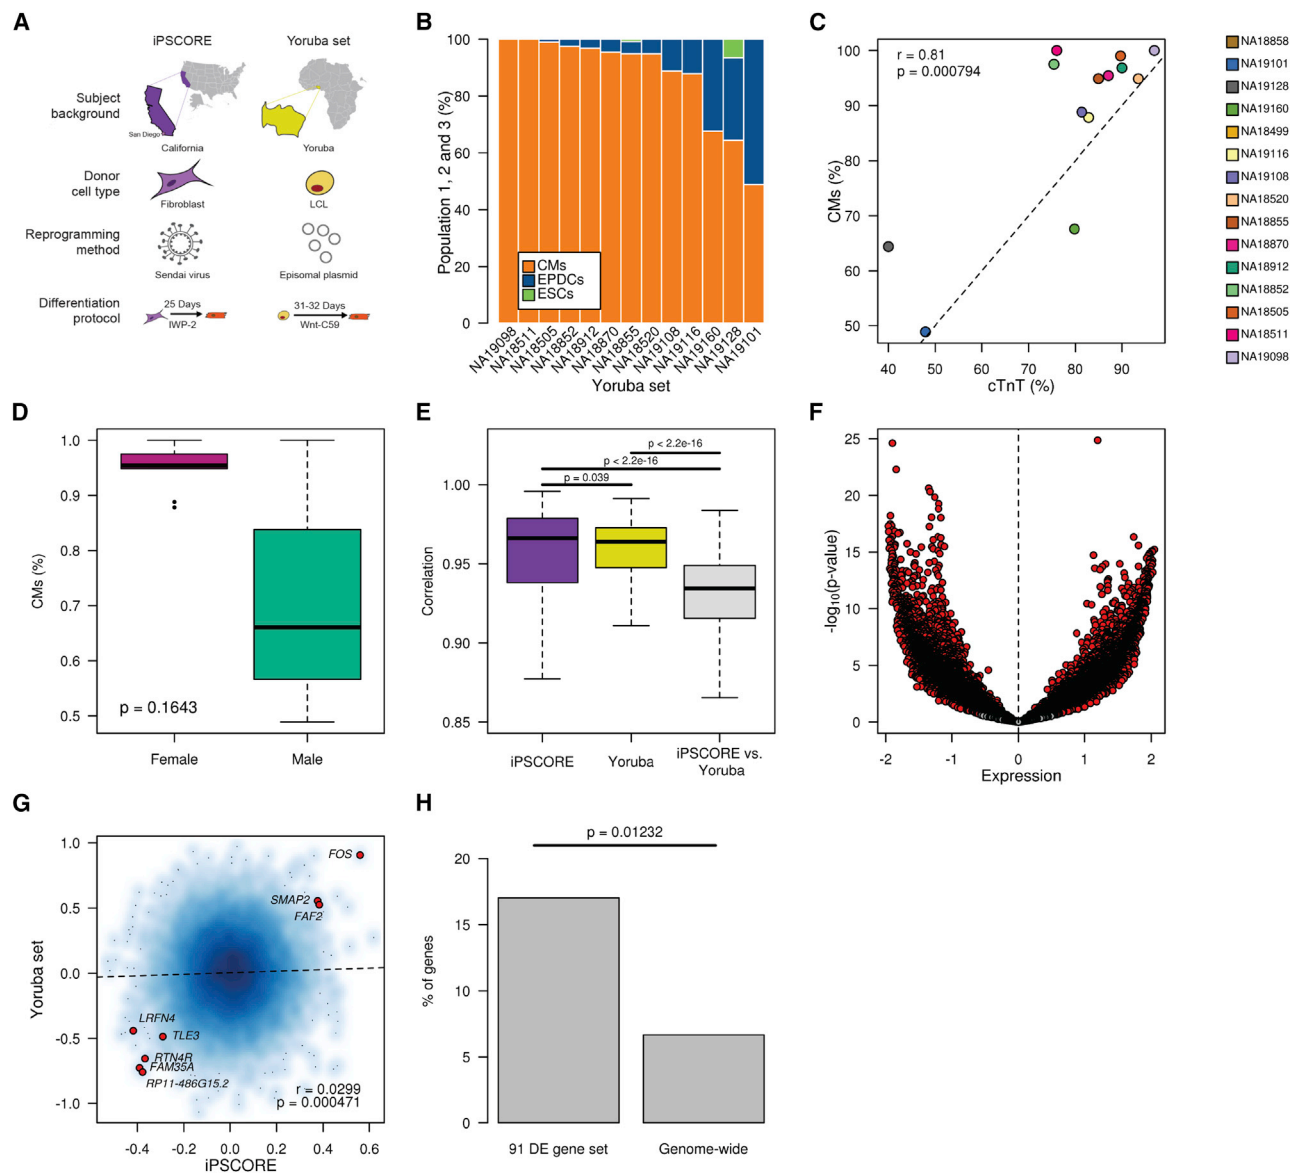 A
iPSCORE
Yoruba set
Subject
background
San Diego
California
Yoruba
Donor
cell type
Fibroblast
LCL
Reprogramming
method
Sendai virus
Episomal plasmid
Differentiation
protocol
25 Days
IWP-2
31-32 Days
Wnt-C59
B
Population 1, 2 and 3 (%)
100
80
60
40
20
0
CMs
EPDCs
ESCs
NA19098
NA18511
NA18505
NA18852
NA18912
NA18870
NA18855
NA18520
NA19108
NA19116
NA19160
NA19128
NA19101
Yoruba set
C
r = 0.81
p = 0.000794
CMs (%)
100
90
80
70
60
50
40
50
60
70
80
90
cTnT (%)
NA18858
NA19101
NA19128
NA19160
NA18499
NA19116
NA19108
NA18520
NA18855
NA18870
NA18912
NA18852
NA18505
NA18511
NA19098
D
CMs (%)
1.0
0.9
0.8
0.7
0.6
0.5
p = 0.1643
Female
Male
E
Correlation
p < 2.2e-16
p < 2.2e-16
p = 0.039
1.00
0.95
0.90
0.85
iPSCORE
Yoruba
iPSCORE vs.
Yoruba
F
-log10(p-value)
25
20
15
10
5
0
-2
-1
0
1
2
Expression
G
Yoruba set
1.0
0.5
0.0
-0.5
-1.0
FOS
SMAP2
FAF2
LRFN4
TLE3
RTN4R
FAM35A
RP11-486G15.2
r = 0.0299
p = 0.000471
-0.4
-0.2
0.0
0.2
0.4
0.6
iPSCORE
H
p = 0.01232
% of genes
20
15
10
5
0
91 DE gene set
Genome-wide